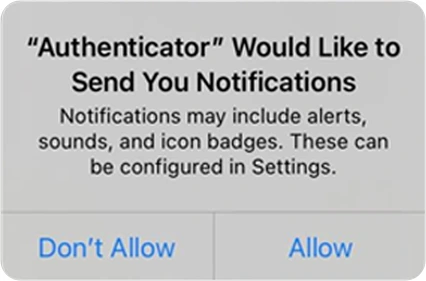 “Authenticator” Would Like to
Send You Notifications
Notifications may include alerts,
sounds, and icon badges. These can
be configured in Settings.
Don’t Allow
Allow